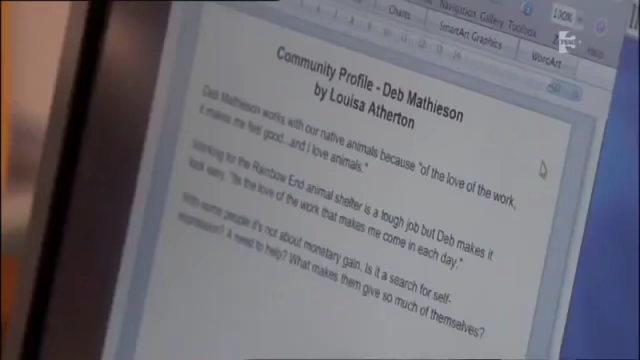 Navigation Gallery Toolbox
100%
Charts
SmartArt Graphics
WordArt
Community Profile - Deb Mathieson
by Louisa Atherton
Deb Mathieson works with our native animals because "of the love of the work,
it makes me feel good...and I love animals."
Working for the Rainbow End animal shelter is a tough job but Deb makes it
look easy. "Its the love of the work that makes me come in each day."
With some people it's not about monetary gain. Is it a search for self-
expression? A need to help? What makes them give so much of themselves?